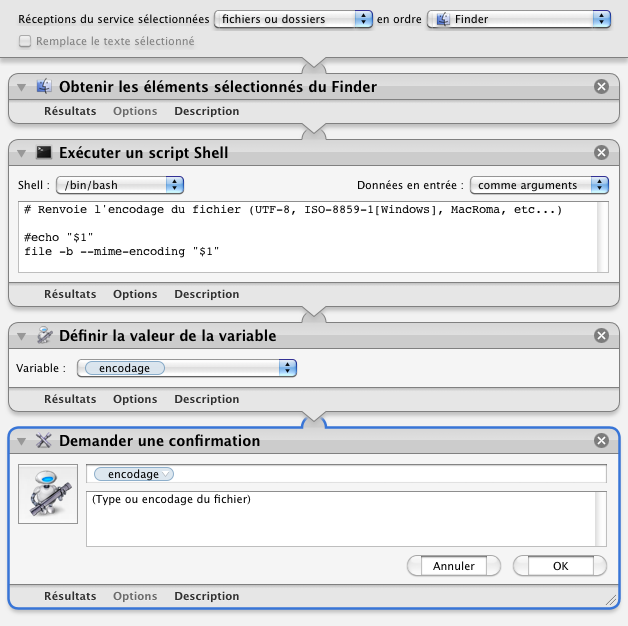 Réceptions du service sélectionnées fichiers ou dossiers en ordre Finder
Remplace le texte sélectionné
Obtenir les éléments sélectionnés du Finder
Résultats Options Description
Exécuter un script Shell
Shell : /bin/bash Données en entrée : comme arguments
# Renvoie l'encodage du fichier (UTF-8, ISO-8859-1[Windows], MacRoma, etc...)
#echo "$1"
file -b --mime-encoding "$1"
Résultats Options Description
Définir la valeur de la variable
Variable : encodage
Résultats Options Description
Demander une confirmation
encodage
(Type ou encodage du fichier)
Annuler OK
Résultats Options Description